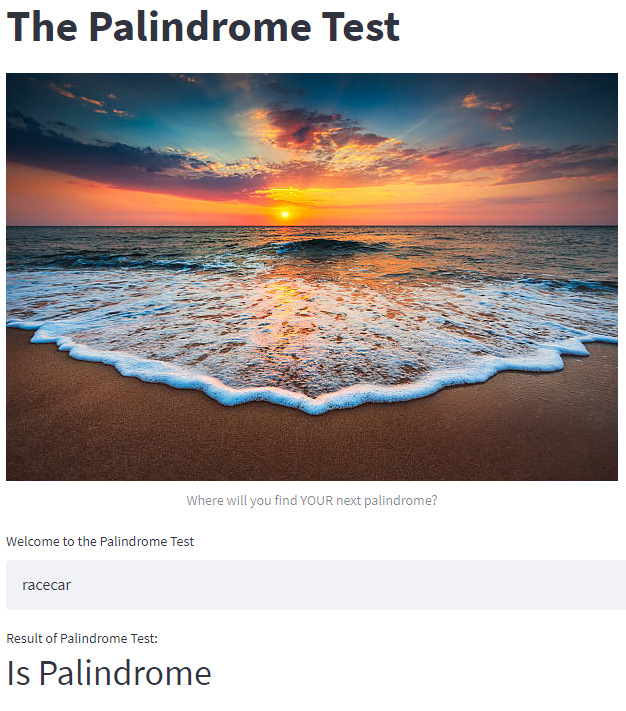 The Palindrome Test
Where will you find YOUR next palindrome?
Welcome to the Palindrome Test
racecar
Result of Palindrome Test:
Is Palindrome